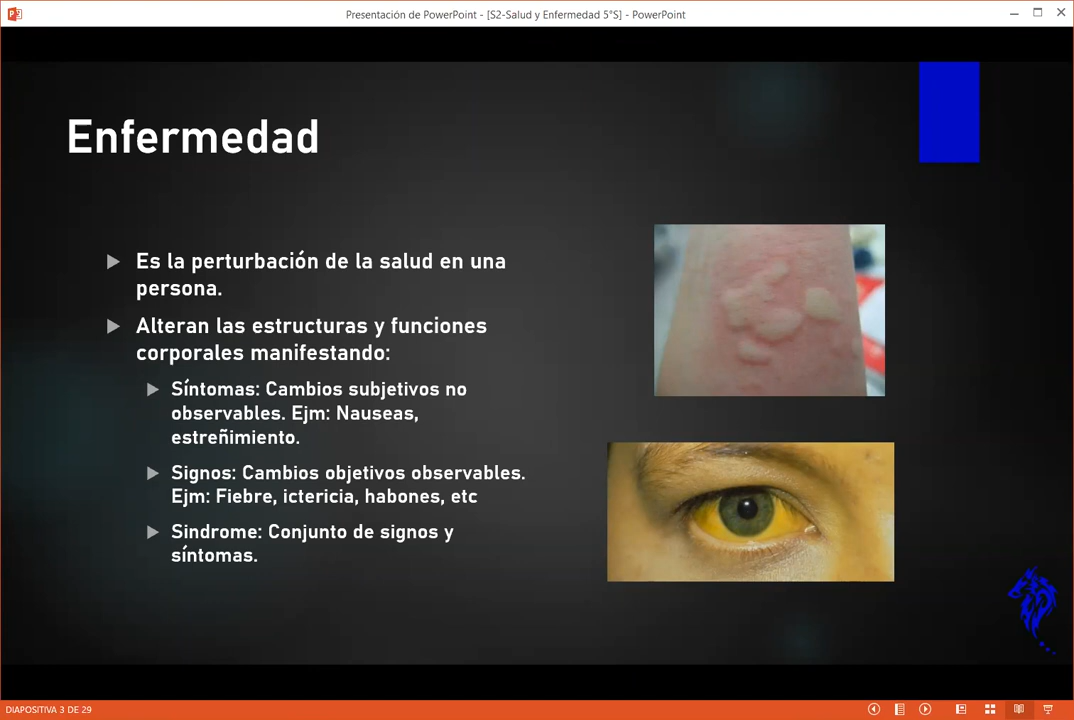 Presentación de PowerPoint - [S2-Salud y Enfermedad 5°S] - PowerPoint
Enfermedad
Es la perturbación de la salud en una
persona.
Alteran las estructuras y funciones
corporales manifestando:
Síntomas: Cambios subjetivos no
observables. Ejm: Nauseas,
estreñimiento.
Signos: Cambios objetivos observables.
Ejm: Fiebre, ictericia, habones, etc
Sindrome: Conjunto de signos y
síntomas.
DIAPOSITIVA 3 DE 29